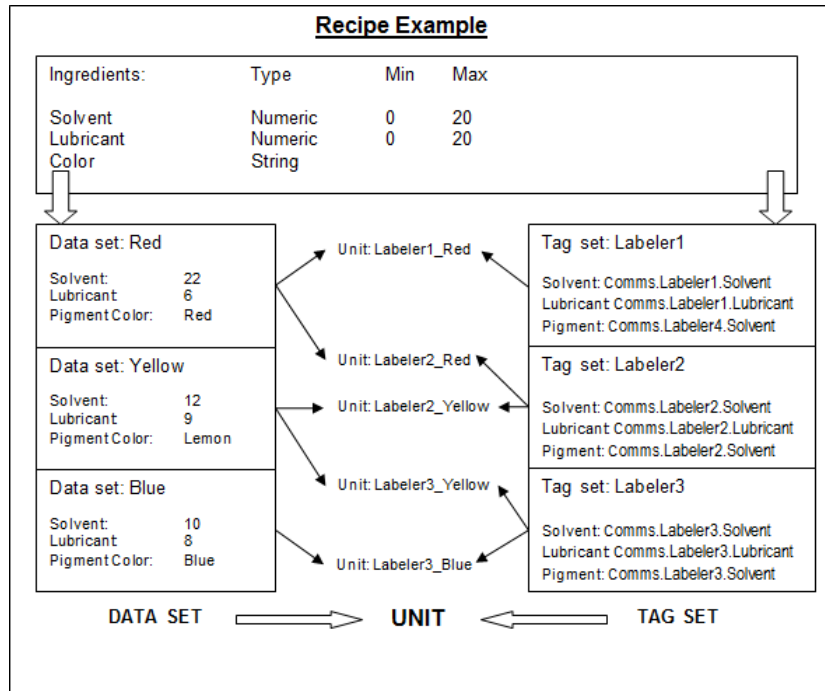 Recipe Example
Ingredients: Type Min Max
Solvent Numeric 0 20
Lubricant Numeric 0 20
Color String
Data set: Red
Solvent: 22
Lubricant 6
Pigment Color: Red
Data set: Yellow
Solvent: 12
Lubricant 9
Pigment Color: Lemon
Data set: Blue
Solvent: 10
Lubricant 8
Pigment Color: Blue
Unit: Labeler1_Red
Unit: Labeler2_Red
Unit: Labeler2_Yellow
Unit: Labeler3_Yellow
Unit: Labeler3_Blue
Tag set: Labeler1
Solvent: Comms.Labeler1.Solvent
Lubricant Comms.Labeler1.Lubricant
Pigment: Comms.Labeler4.Solvent
Tag set: Labeler2
Solvent: Comms.Labeler2.Solvent
Lubricant Comms.Labeler2.Lubricant
Pigment: Comms.Labeler2.Solvent
Tag set: Labeler3
Solvent: Comms.Labeler3.Solvent
Lubricant Comms.Labeler3.Lubricant
Pigment: Comms.Labeler3.Solvent
DATA SET UNIT TAG SET